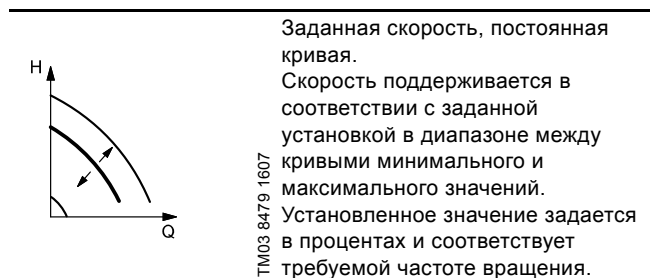 Заданная скорость, постоянная
кривая.
Скорость поддерживается в
соответствии с заданной
установкой в диапазоне между
кривыми минимального и
максимального значений.
Установленное значение задается
в процентах и соответствует
требуемой частоте вращения.
H
Q
TM03 8479 1607